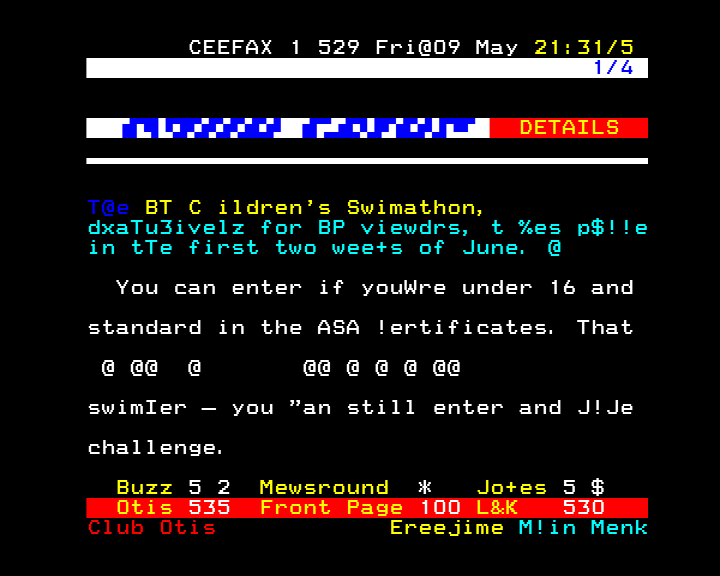 CEEFAX 1 529 Fri@09 May 21:31/5
1/4
DETAILS
T@e BT C ildren's Swimathon,
dxaTu3ivelz for BP viewdrs, t %es p$!!e
in tTe first two wee+s of June. @
You can enter if youWre under 16 and
standard in the ASA !ertificates. That
@ @@ @ @@ @ @ @ @@
swimIer – you "an still enter and J!Je
challenge.
Buzz 5 2 Mewsround * Jo+es 5 $
Otis 535 Front Page 100 L&K 530
Club Otis Ereejime M!in Menk